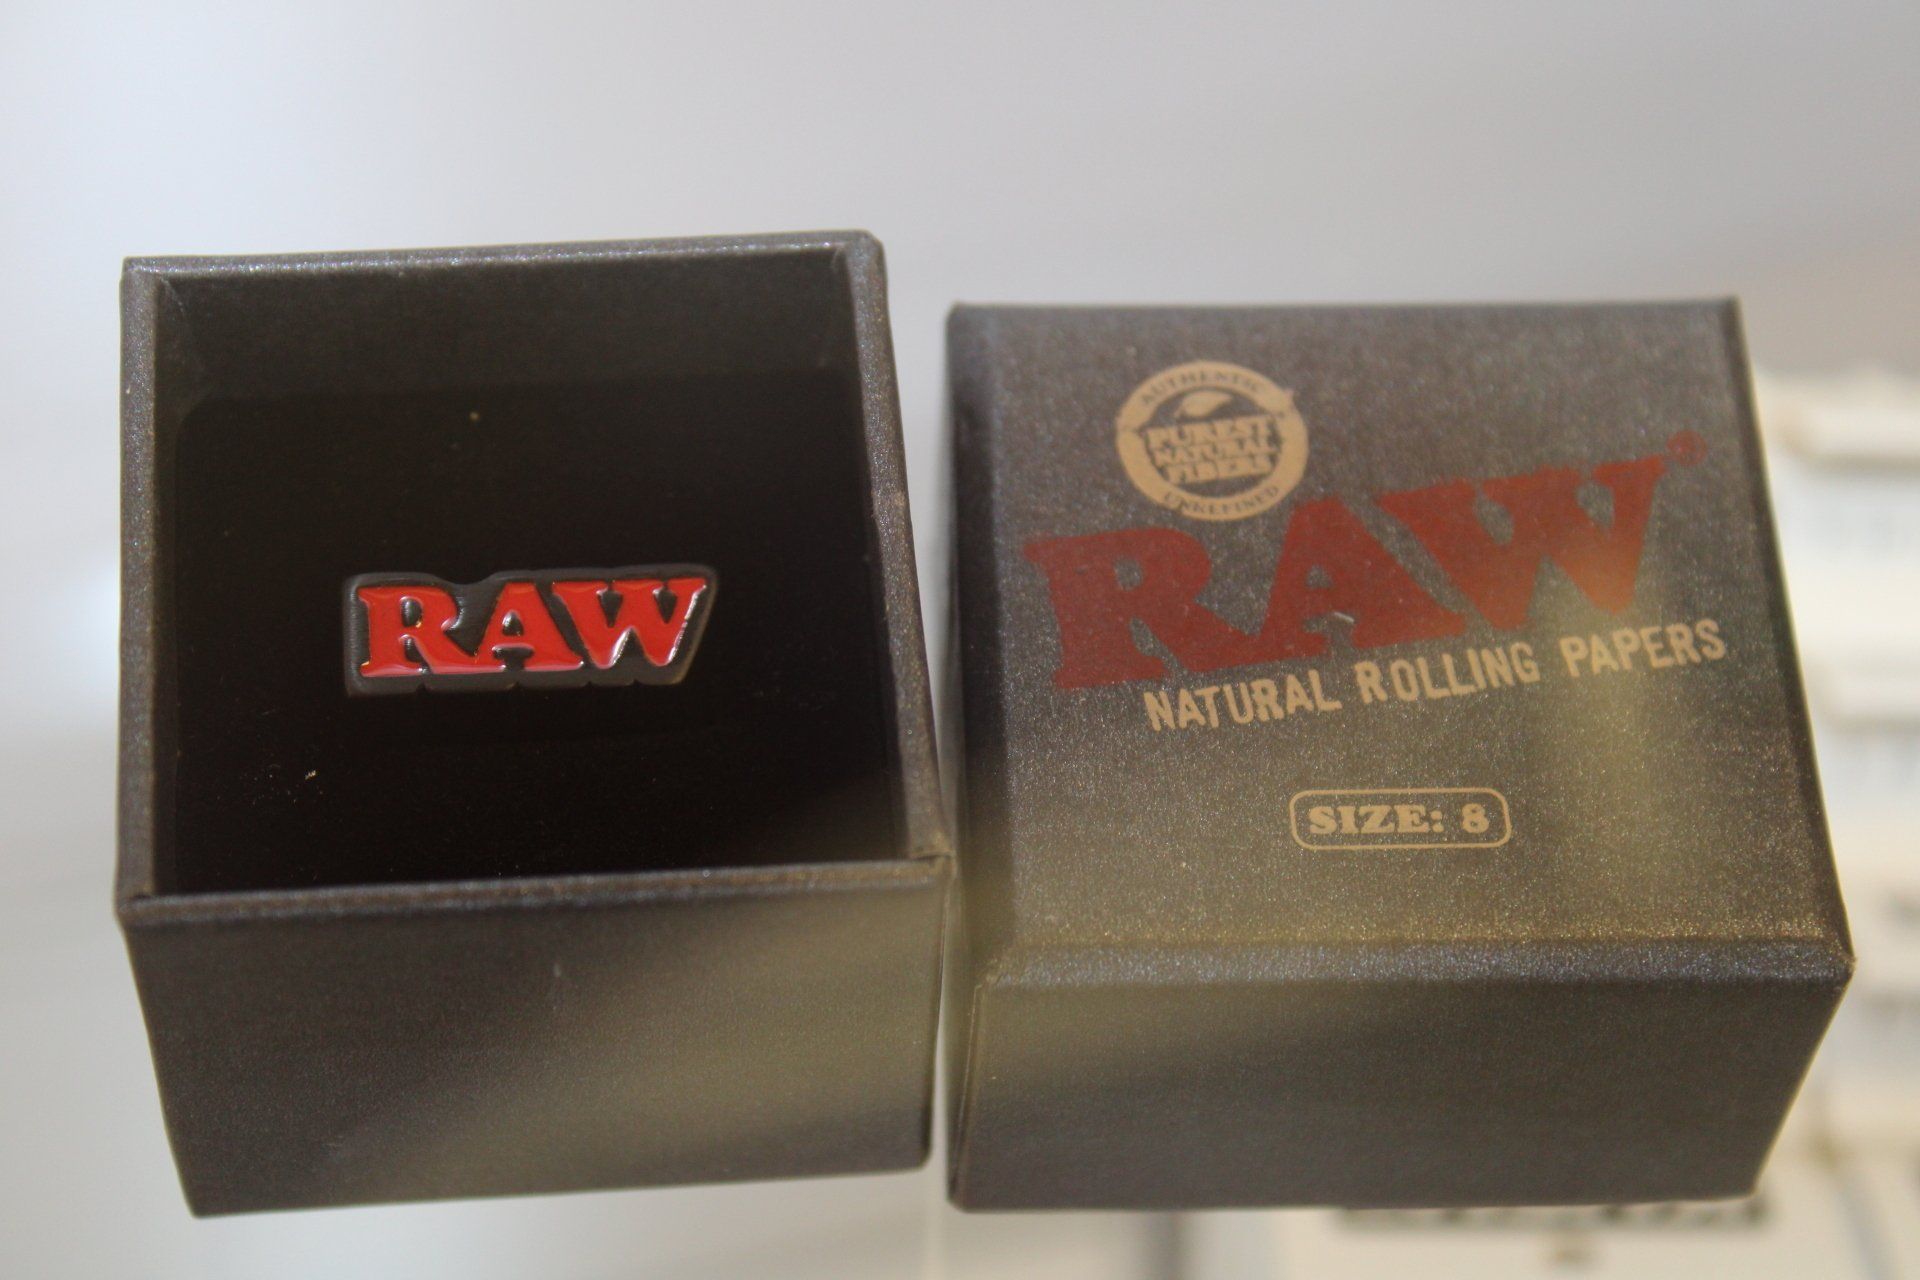 RAW
AUTHENTIC
PUREST
NATURAL
FIBERS
UNREFINED
RAW®
NATURAL ROLLING PAPERS
SIZE: 8